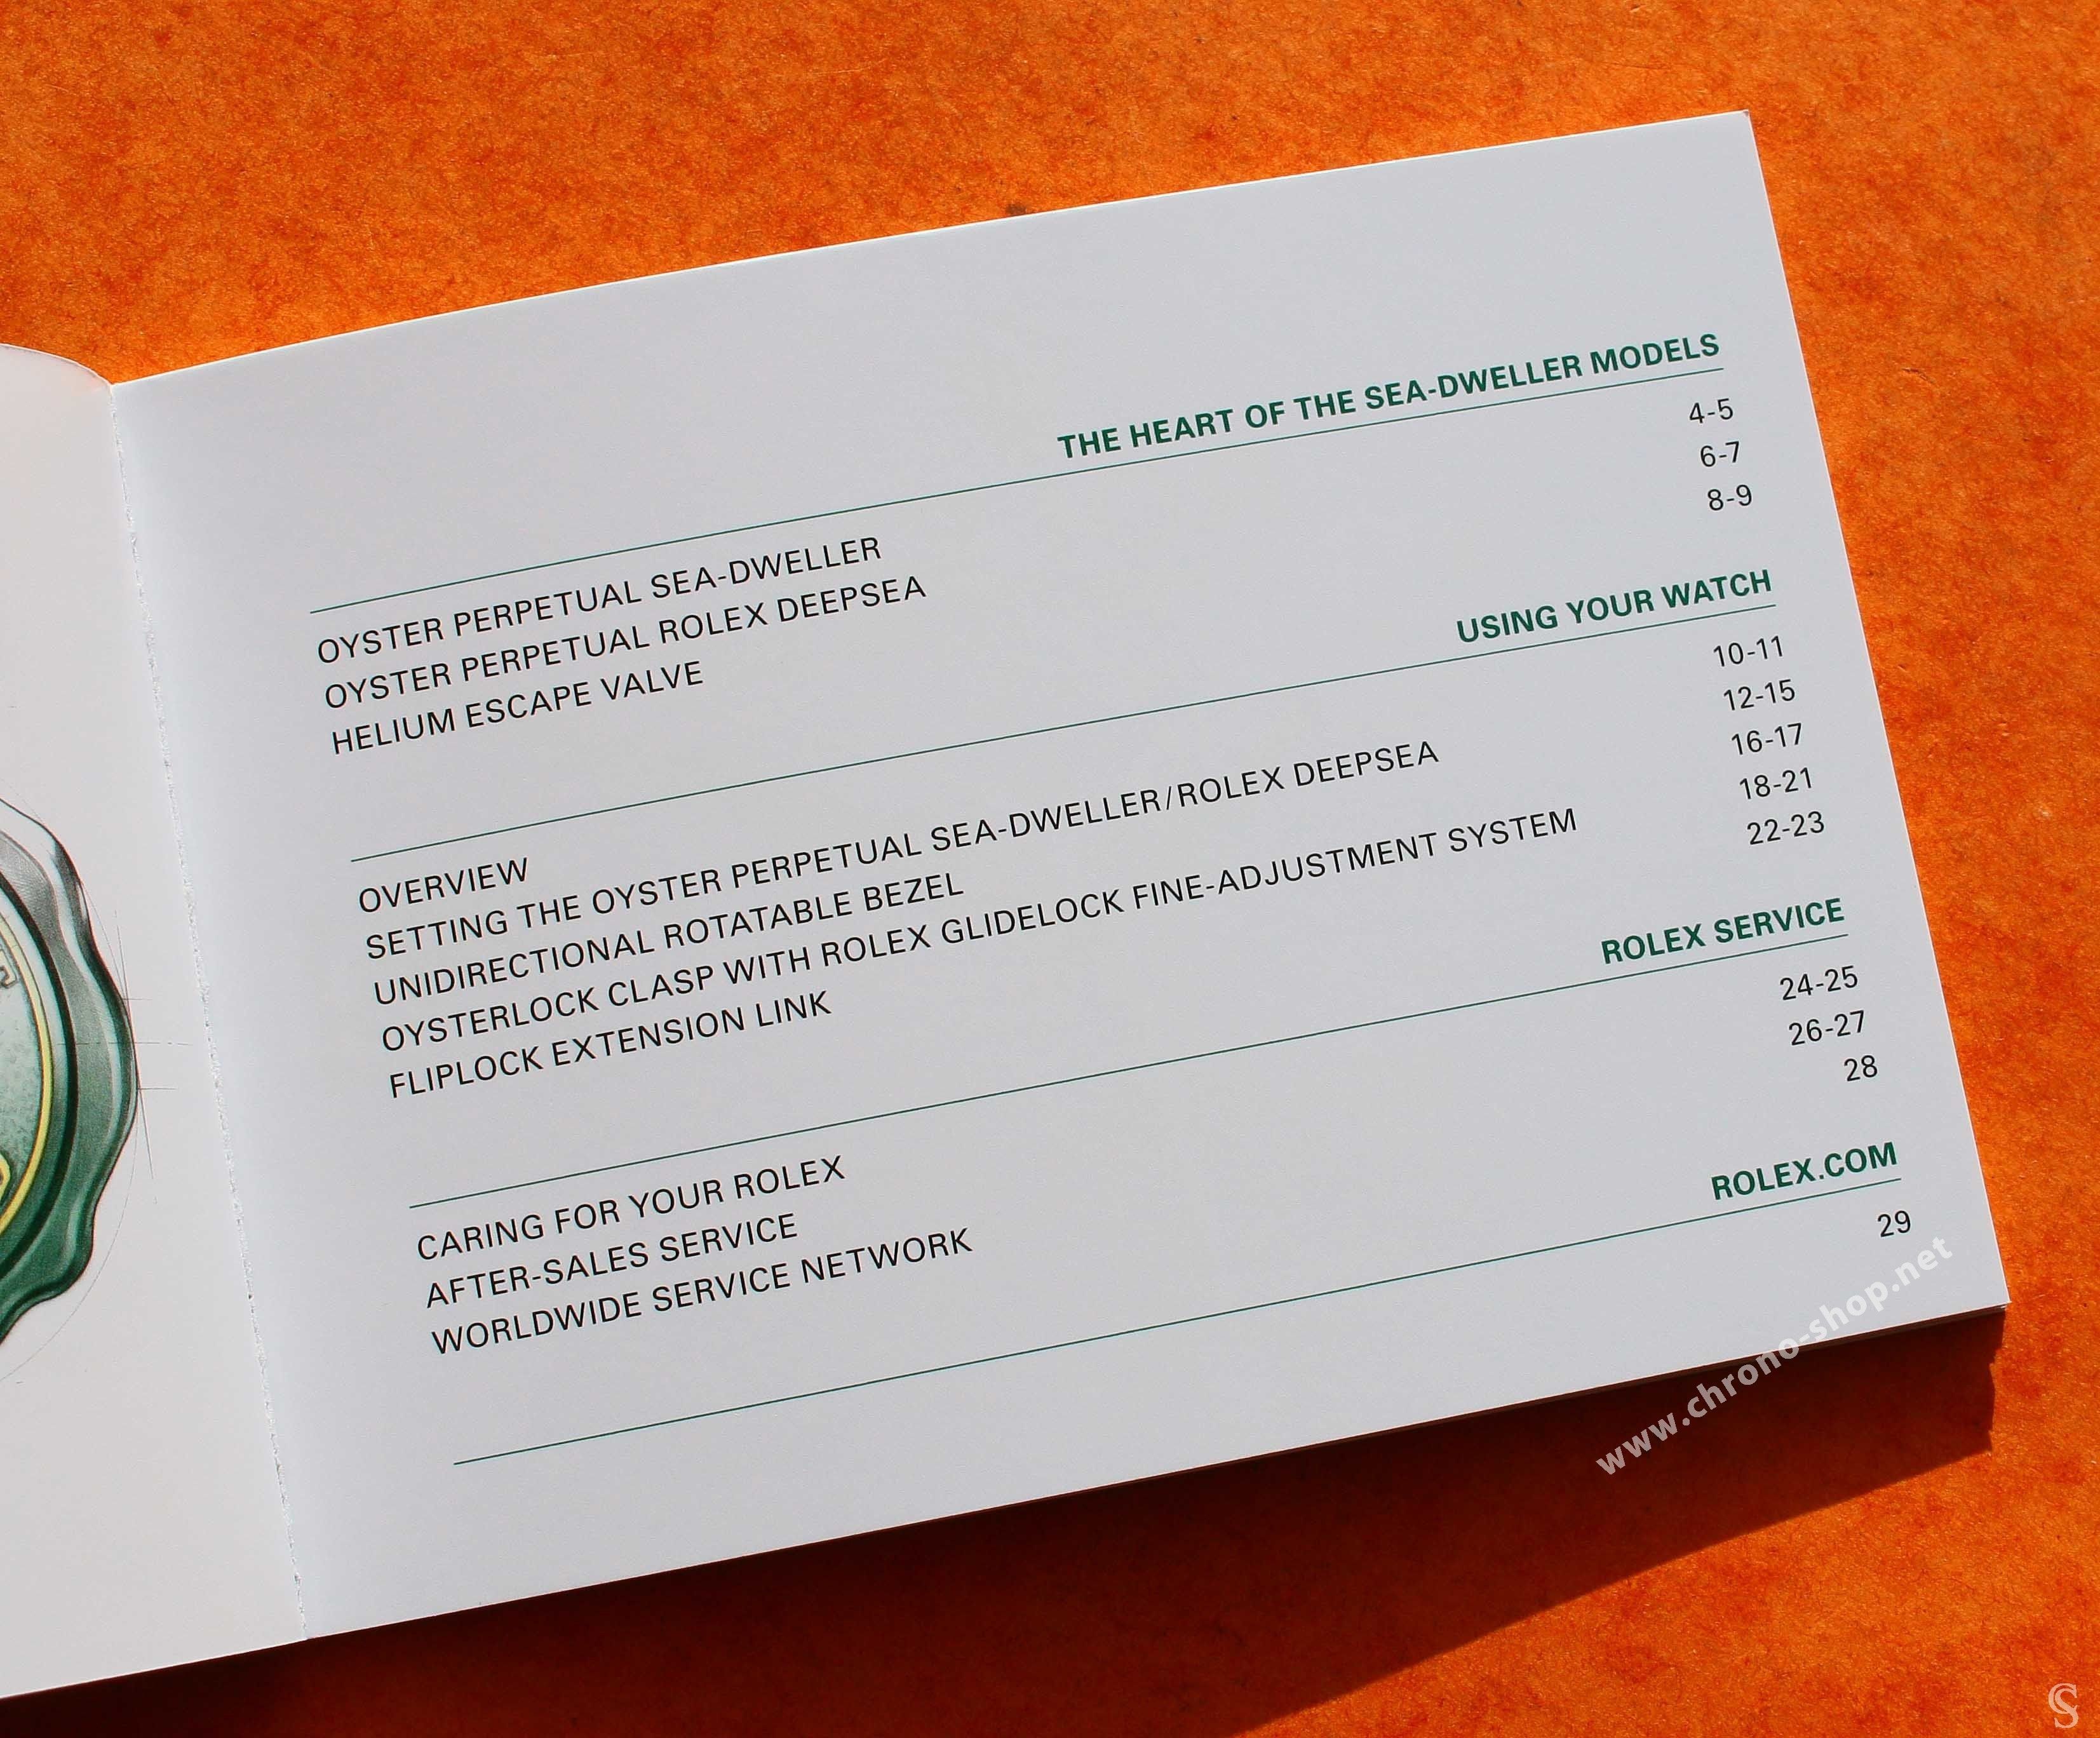 THE HEART OF THE SEA-DWELLER MODELS
OYSTER PERPETUAL SEA-DWELLER 4-5
OYSTER PERPETUAL ROLEX DEEPSEA 6-7
HELIUM ESCAPE VALVE 8-9
USING YOUR WATCH
OVERVIEW 10-11
SETTING THE OYSTER PERPETUAL SEA-DWELLER/ROLEX DEEPSEA 12-15
UNIDIRECTIONAL ROTATABLE BEZEL 16-17
OYSTERLOCK CLASP WITH ROLEX GLIDELOCK FINE-ADJUSTMENT SYSTEM 18-21
FLIPLOCK EXTENSION LINK 22-23
ROLEX SERVICE
CARING FOR YOUR ROLEX 24-25
AFTER-SALES SERVICE 26-27
WORLDWIDE SERVICE NETWORK 28
ROLEX.COM
29
www.chrono-shop.net